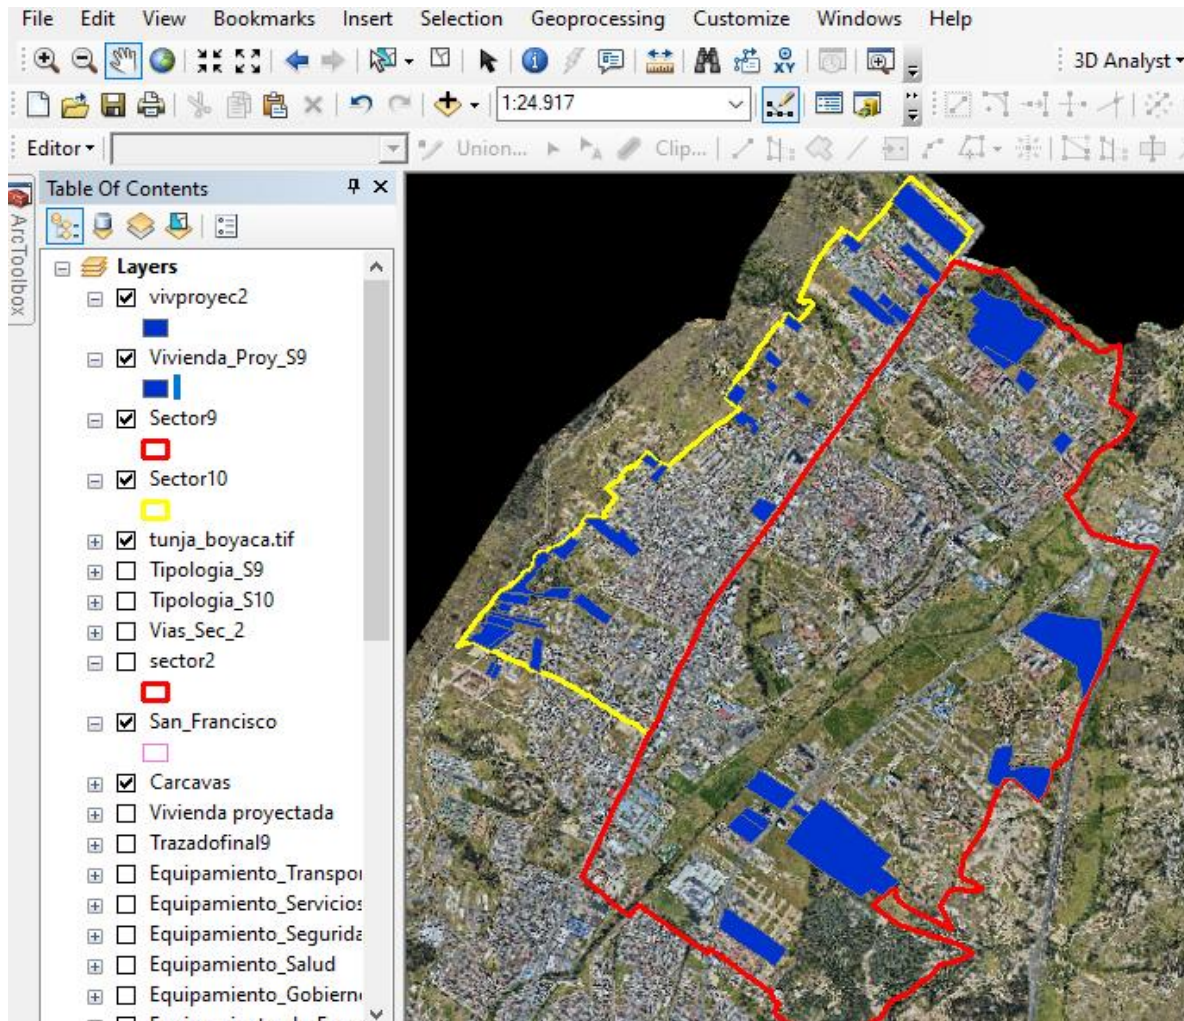 File Edit View Bookmarks Insert Selection Geoprocessing Customize Windows Help
XY 3D Analyst
1:24.917
Editor Union... Clip...
Table Of Contents
ArcToolbox
Layers
vivproyec2
Vivienda_Proy_S9
Sector9
Sector10
tunja_boyaca.tif
Tipologia_S9
Tipologia_S10
Vias_Sec_2
sector2
San_Francisco
Carcavas
Vivienda proyectada
Trazadofinal9
Equipamiento_Transpo
Equipamiento_Servicios
Equipamiento_Segurida
Equipamiento_Salud
Equipamiento_Gobiern